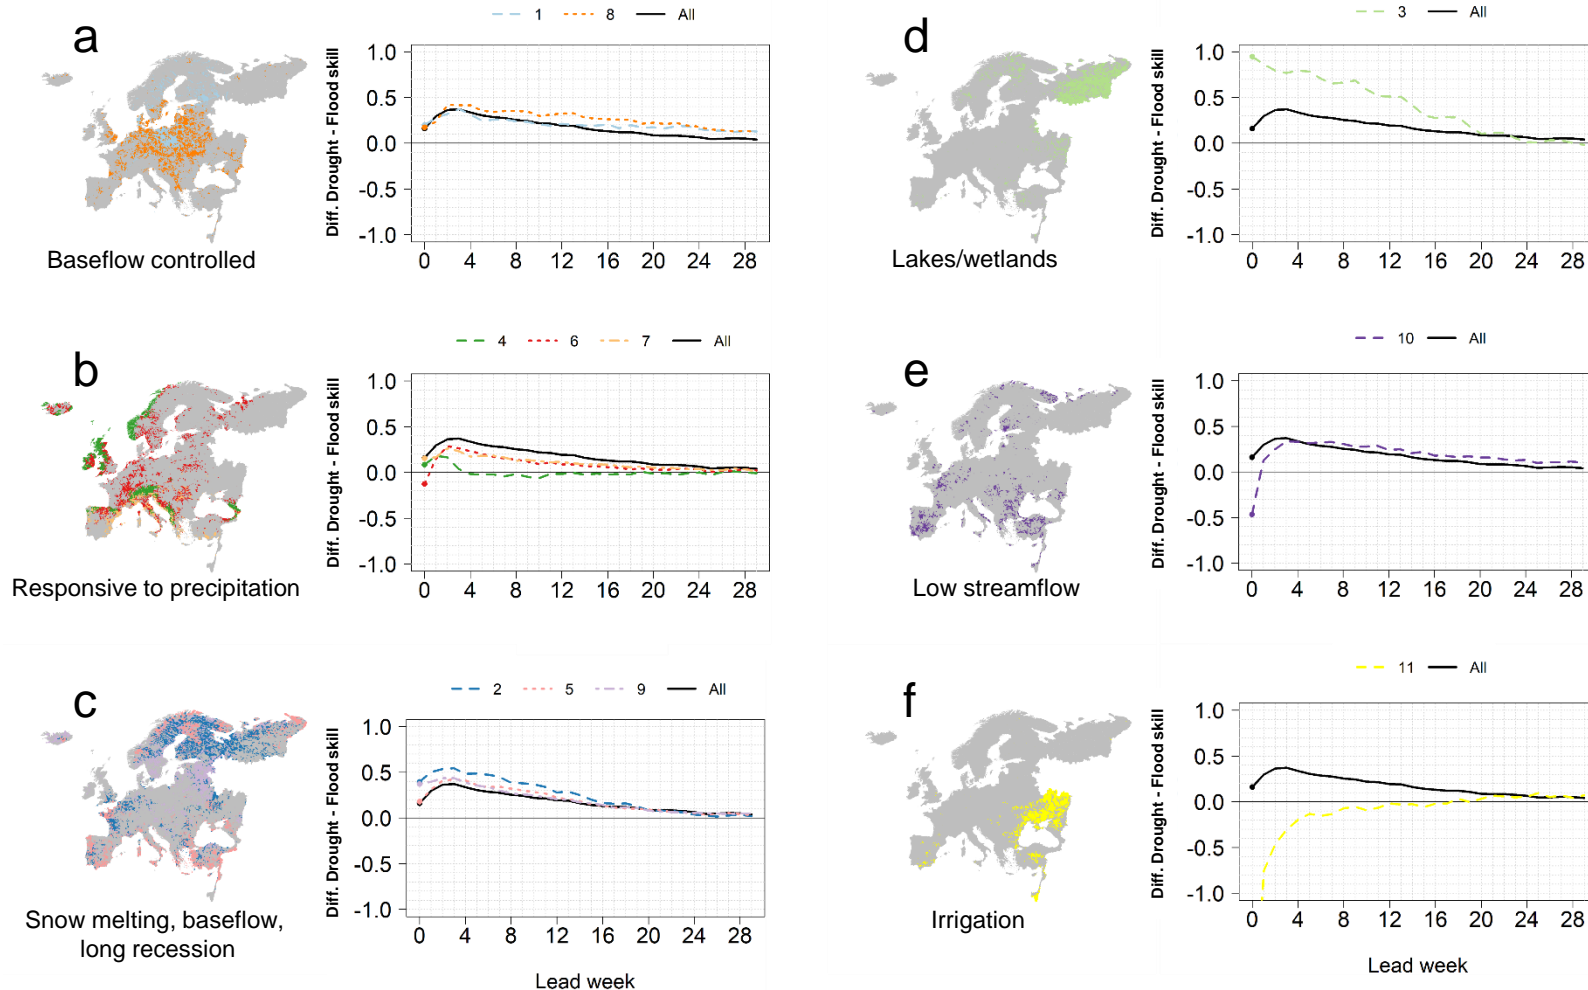 a
1 8 All
Diff. Drought - Flood skill
1.0
0.5
0.0
-0.5
-1.0
0 4 8 12 16 20 24 28
Baseflow controlled
d
3 All
Diff. Drought - Flood skill
1.0
0.5
0.0
-0.5
-1.0
0 4 8 12 16 20 24 28
Lakes/wetlands
b
4 6 7 All
Diff. Drought - Flood skill
1.0
0.5
0.0
-0.5
-1.0
0 4 8 12 16 20 24 28
Responsive to precipitation
e
10 All
Diff. Drought - Flood skill
1.0
0.5
0.0
-0.5
-1.0
0 4 8 12 16 20 24 28
Low streamflow
c
2 5 9 All
Diff. Drought - Flood skill
1.0
0.5
0.0
-0.5
-1.0
0 4 8 12 16 20 24 28
Snow melting, baseflow,
long recession
Lead week
f
11 All
Diff. Drought - Flood skill
1.0
0.5
0.0
-0.5
-1.0
0 4 8 12 16 20 24 28
Irrigation
Lead week